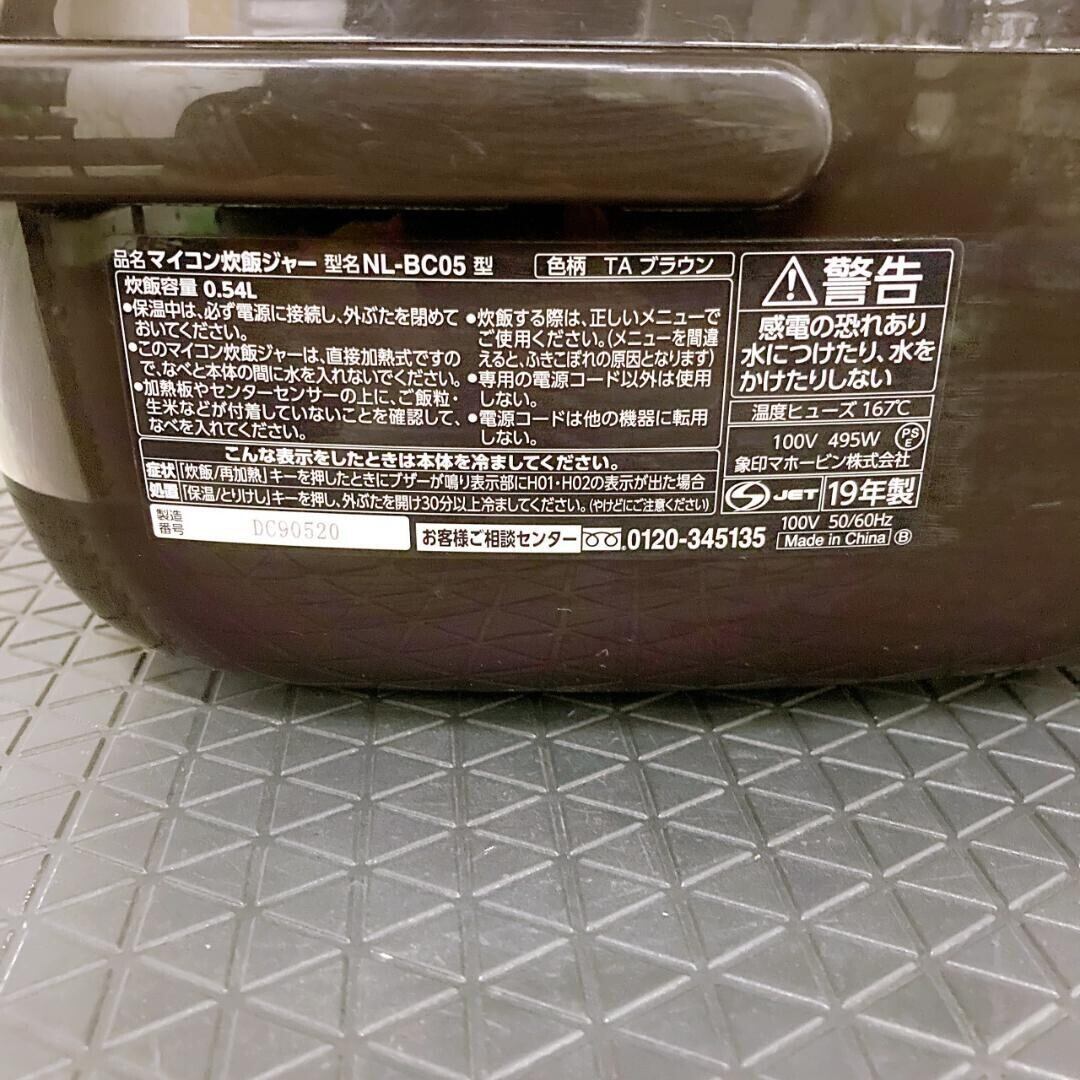 品名 マイコン炊飯ジャー 型名 NL-BC05 型
色柄 TA ブラウン
炊飯容量 0.54L
•保温中は、必ず電源に接続し、外ぶたを閉めて
おいてください。
•このマイコン炊飯ジャーは、直接加熱式ですの
で、なべと本体の間に水を入れないでください。
•加熱板やセンターセンサーの上に、ご飯粒・
生米などが付着していないことを確認して、
なべを入れてください。
•炊飯する際は、正しいメニューで
ご使用ください。(メニューを間違
えると、ふきこぼれの原因となります)
•専用の電源コード以外は使用
しない。
•電源コードは他の機器に転用
しない。
こんな表示をしたときは本体を冷ましてください。
症状 「炊飯/再加熱」キーを押したときにブザーが鳴り表示部にH01・H02の表示が出た場合
処置 「保温/とりけし」キーを押し、外ぶたを開け30分以上冷ましてください。(やけどにご注意ください)
製造
番号 DC90520
お客様ご相談センター 0120-345135
警告
感電の恐れあり
水につけたり、水を
かけたりしない
温度ヒューズ 167℃
100V 495W PSE
象印マホービン株式会社
JET 19年製
100V 50/60Hz
Made in China Ⓑ